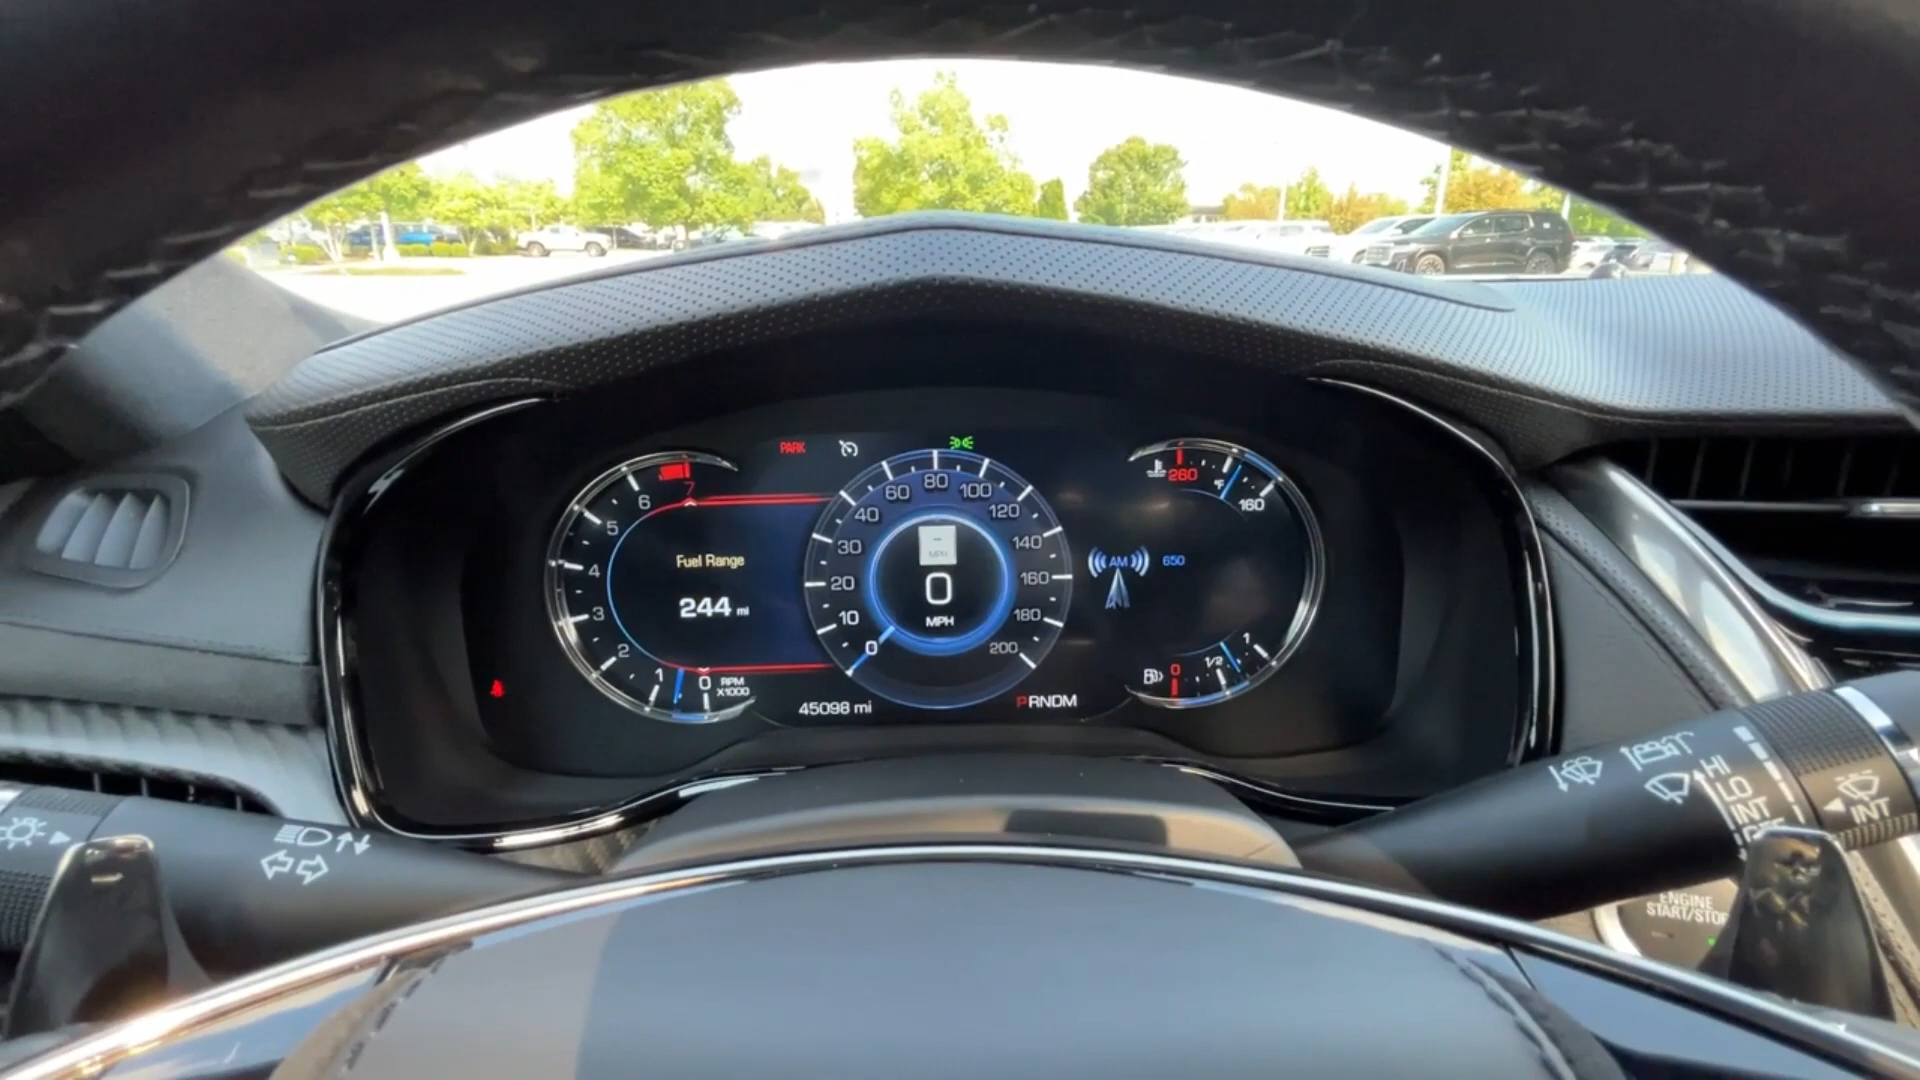 PARK
7
6
5
4
3
2
1
0
RPM
X1000
Fuel Range
244 mi
0
10
20
30
40
60
80
100
120
140
160
180
200
-
MPH
0
MPH
45098 mi
PRNDM
260
°F
160
AM 650
0
1/2
1
HI
LO
INT
INT
ENGINE
START/STOP